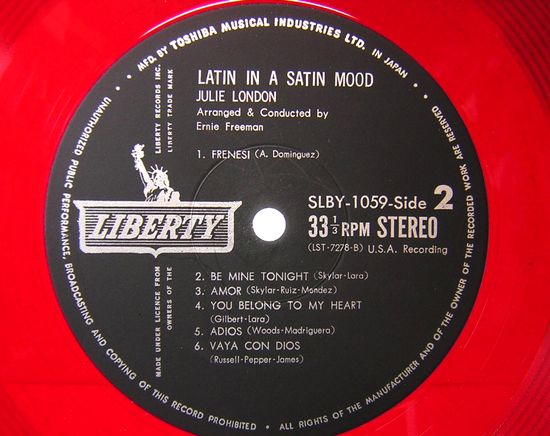 MFD. BY TOSHIBA MUSICAL INDUSTRIES LTD. IN JAPAN
LATIN IN A SATIN MOOD
JULIE LONDON
Arranged & Conducted by
Ernie Freeman
1. FRENESI (A. Dominguez)
LIBERTY RECORDS INC.
LIBERTY TRADE MARK
LIBERTY
SLBY-1059-Side 2
33 1/3 RPM STEREO
(LST-7278-B) U.S.A. Recording
MADE UNDER LICENCE FROM
OWNERS OF THE
2. BE MINE TONIGHT (Skylar-Lara)
3. AMOR (Skylar-Ruiz-Mendez)
4. YOU BELONG TO MY HEART
(Gilbert-Lara)
5. ADIOS (Woods-Madriguera)
6. VAYA CON DIOS
(Russell-Pepper-James)
UNAUTHORIZED PUBLIC PERFORMANCE, BROADCASTING AND COPYING OF THIS RECORD PROHIBITED • ALL RIGHTS OF THE MANUFACTURER AND OF THE OWNER OF THE RECORDED WORK ARE RESERVED